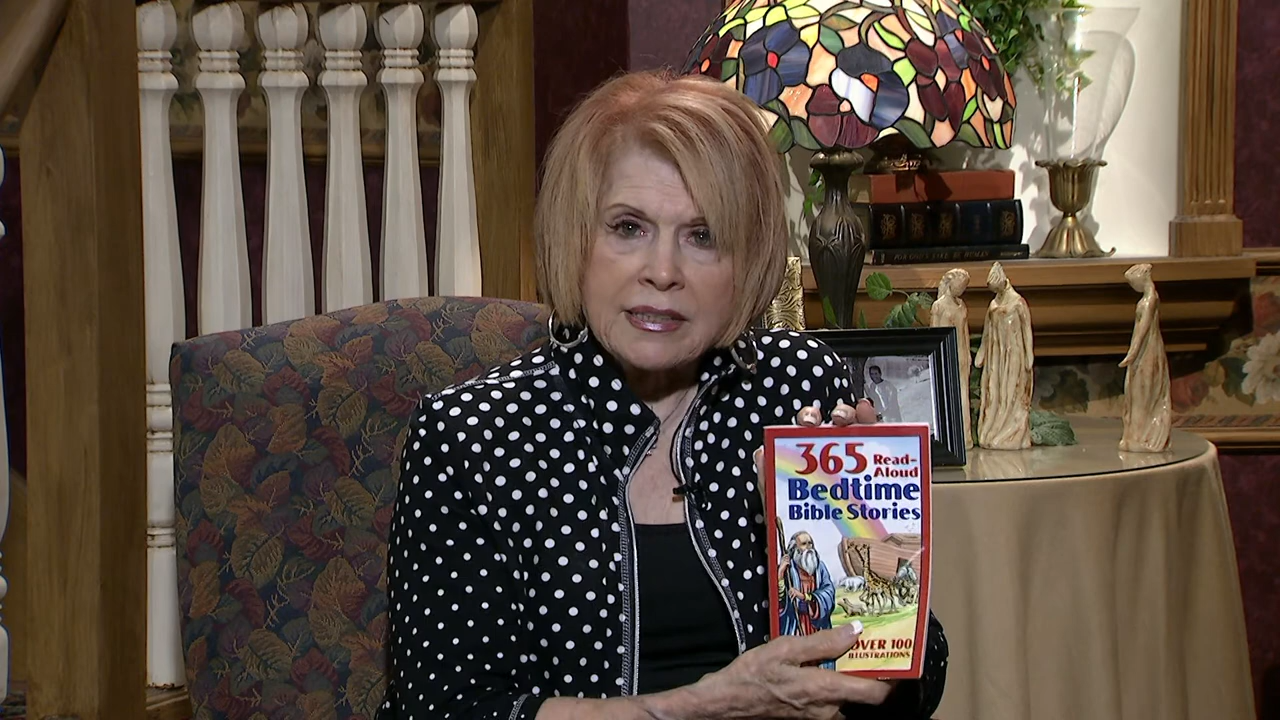 365 Read-
Aloud
Bedtime
Bible Stories
OVER 100
ILLUSTRATIONS